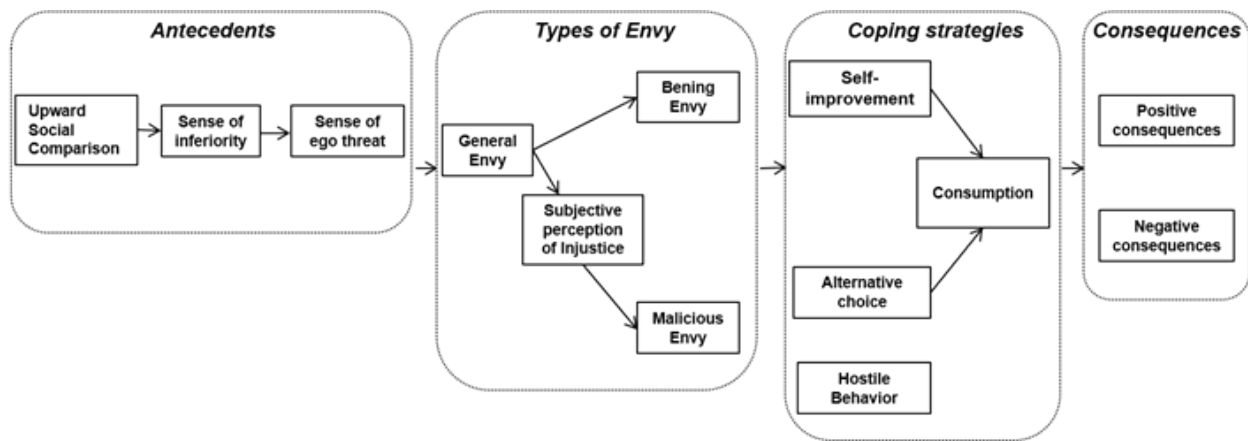 Antecedents
Upward
Social
Comparison
Sense of
inferiority
Sense of
ego threat
Types of Envy
General
Envy
Bening
Envy
Subjective
perception
of Injustice
Malicious
Envy
Coping strategies
Self-
improvement
Consumption
Alternative
choice
Hostile
Behavior
Consequences
Positive
consequences
Negative
consequences